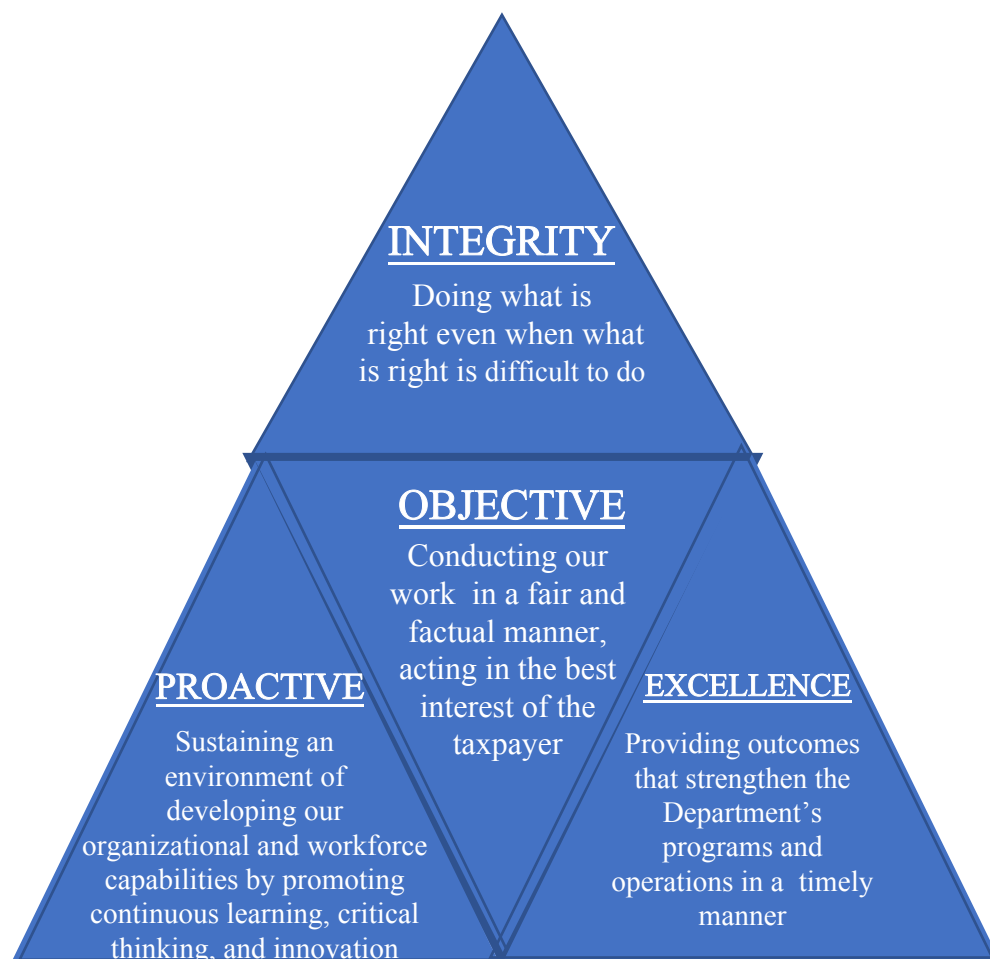 INTEGRITY
Doing what is
right even when what
is right is difficult to do
OBJECTIVE
Conducting our
work in a fair and
factual manner,
acting in the best
interest of the
taxpayer
PROACTIVE
Sustaining an
environment of
developing our
organizational and workforce
capabilities by promoting
continuous learning, critical
thinking, and innovation
EXCELLENCE
Providing outcomes
that strengthen the
Department’s
programs and
operations in a timely
manner